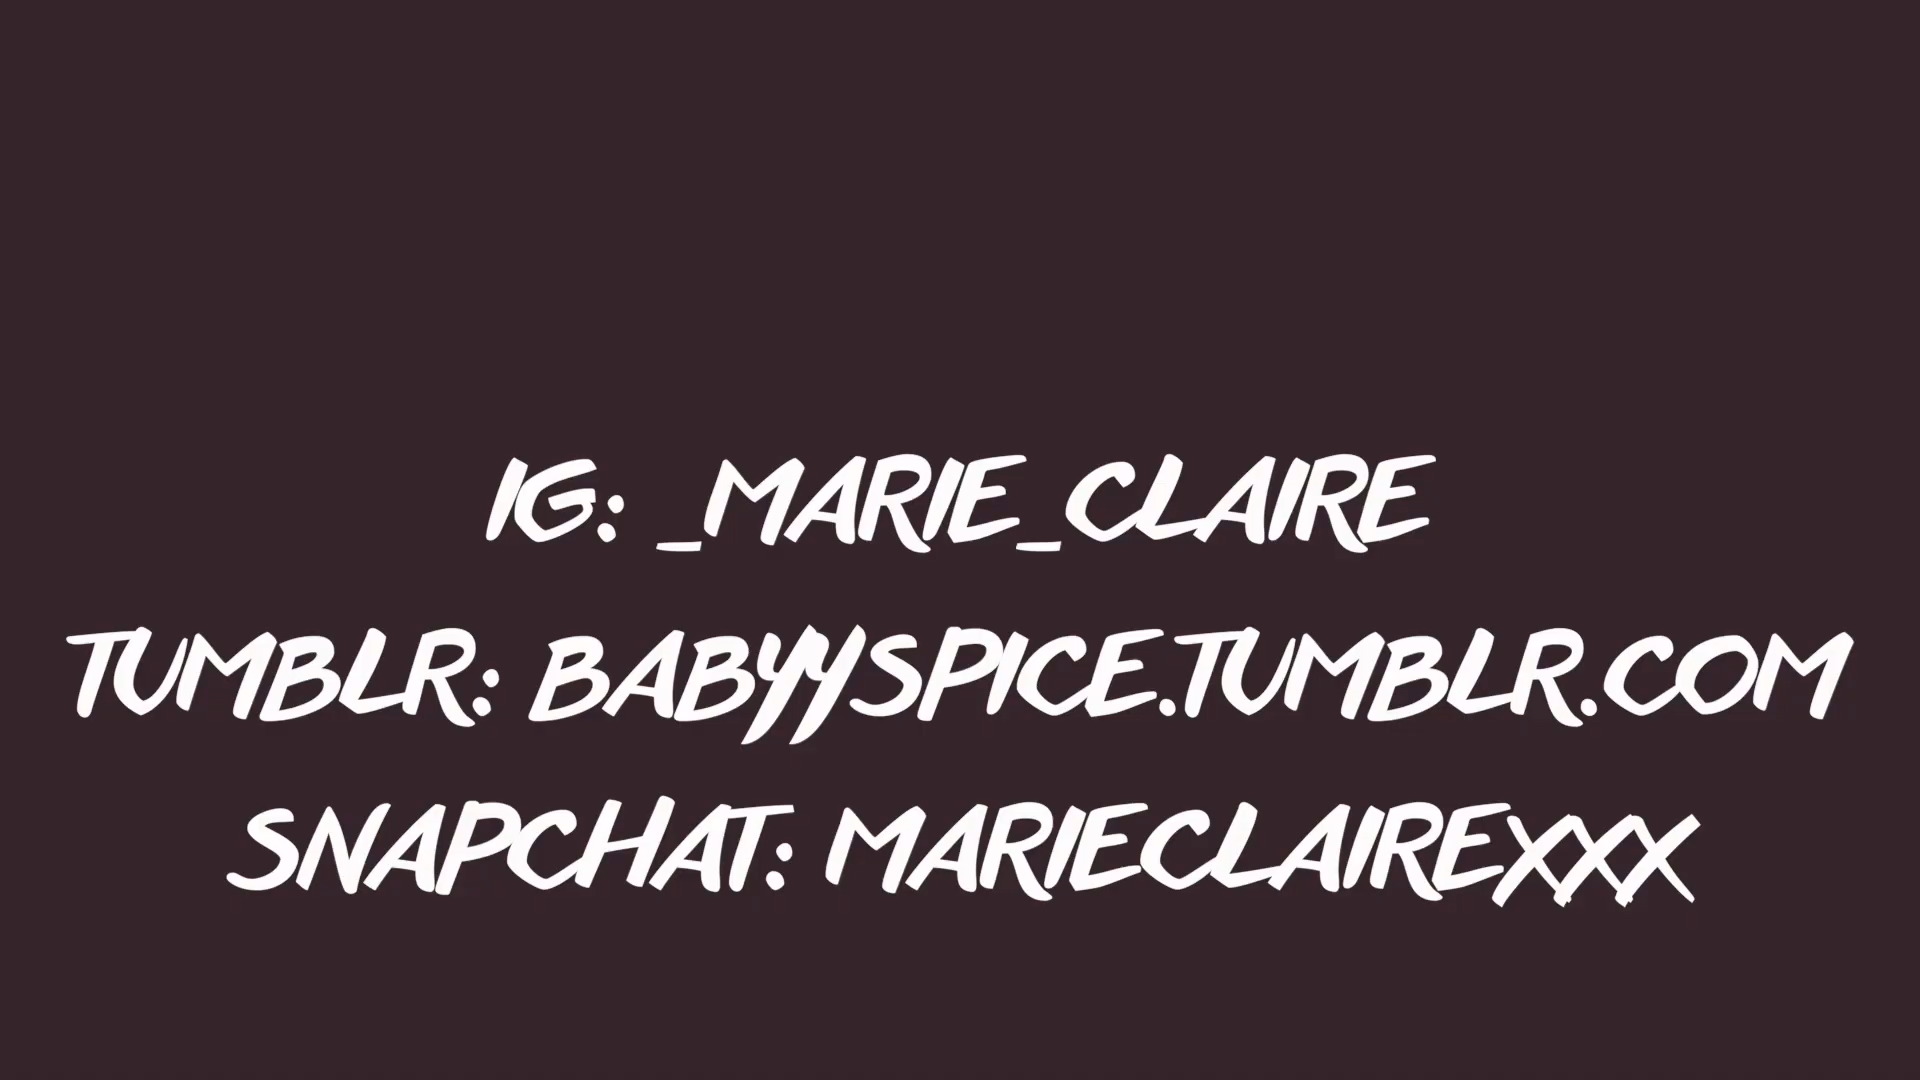 IG: _MARIE_CLAIRE
TUMBLR: BABYYSPICE.TUMBLR.COM
SNAPCHAT: MARIECLAIREXXX